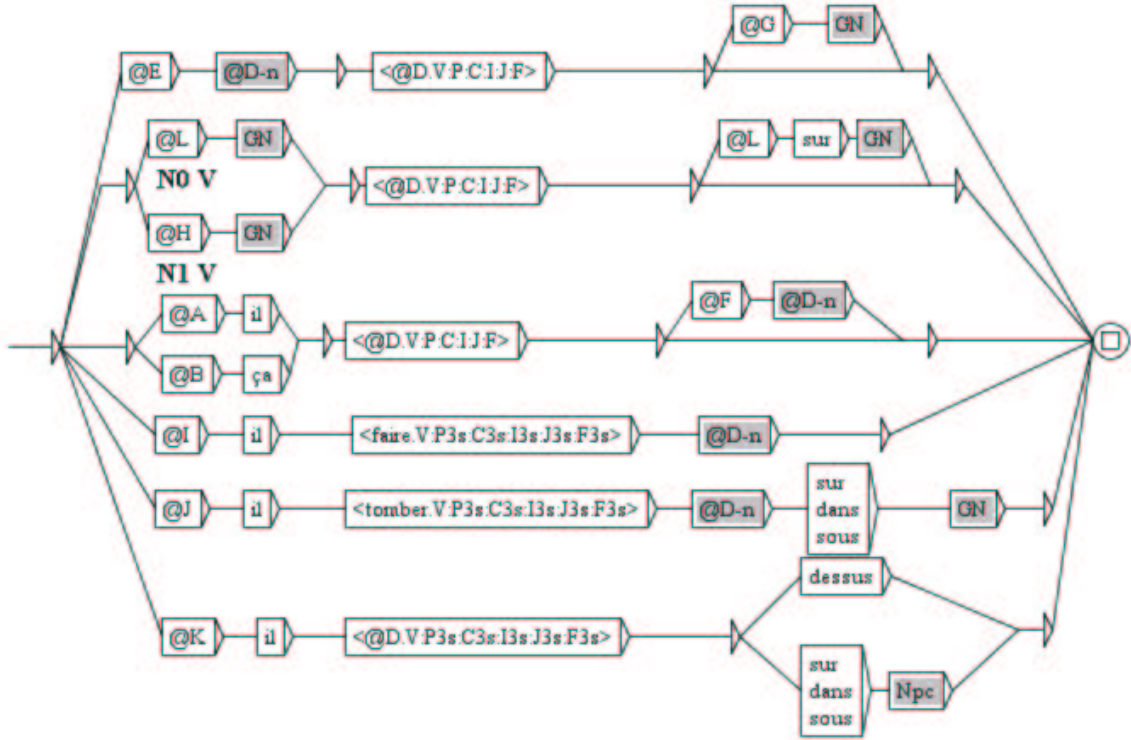 @G GN
@E @D-n <@D.V:P:C:I:J:F>
@L GN @L sur GN
N0 V <@D.V:P:C:I:J:F>
@H GN
N1 V
@A il @F @D-n
<@D.V:P:C:I:J:F>
@B ça
@I il <faire.V:P3s:C3s:I3s:J3s:F3s> @D-n
sur
@J il <tomber.V:P3s:C3s:I3s:J3s:F3s> @D-n dans GN
sous
dessus
@K il <@D.V:P3s:C3s:I3s:J3s:F3s>
sur
dans Npc
sous